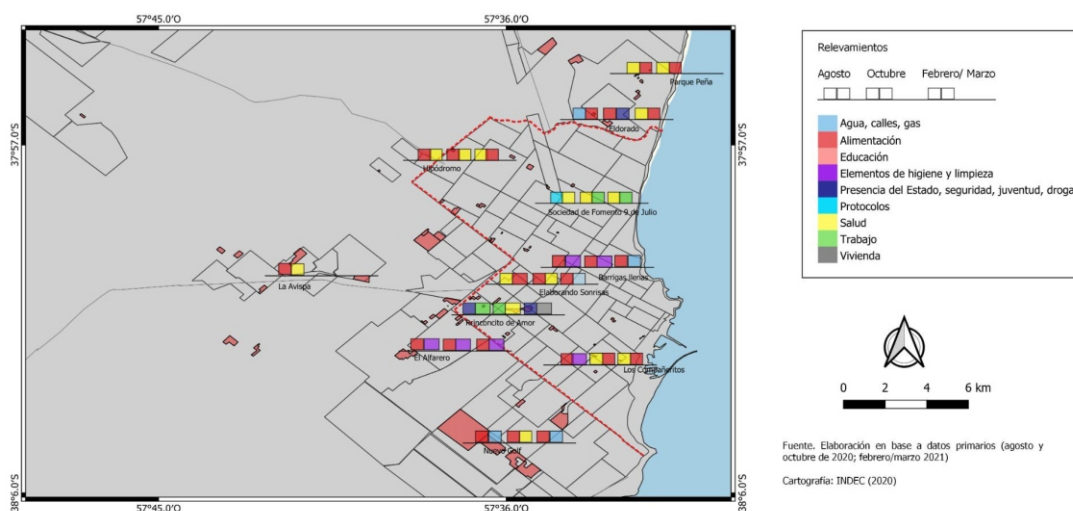 57°45.0'O 57°36.0'O
Relevamientos
Agosto Octubre Febrero/ Marzo
Agua, calles, gas
Alimentación
Educación
Elementos de higiene y limpieza
Presencia del Estado, seguridad, juventud, droga
Protocolos
Salud
Trabajo
Vivienda
37°57.0'S
37°57.0'S
Parque Peña
Eldorado
Hipódromo
Sociedad de Fomento 9 de Julio
Barrigas llenas
La Avispa
Elaborando Sonrisas
Rrinconcito de Amor
El Alfarero
Los Compañeritos
Nuevo Golf
0 2 4 6 km
Fuente. Elaboración en base a datos primarios (agosto y
octubre de 2020; febrero/marzo 2021)
Cartografía: INDEC (2020)
38°6.0'S
38°6.0'S
57°45.0'O 57°36.0'O